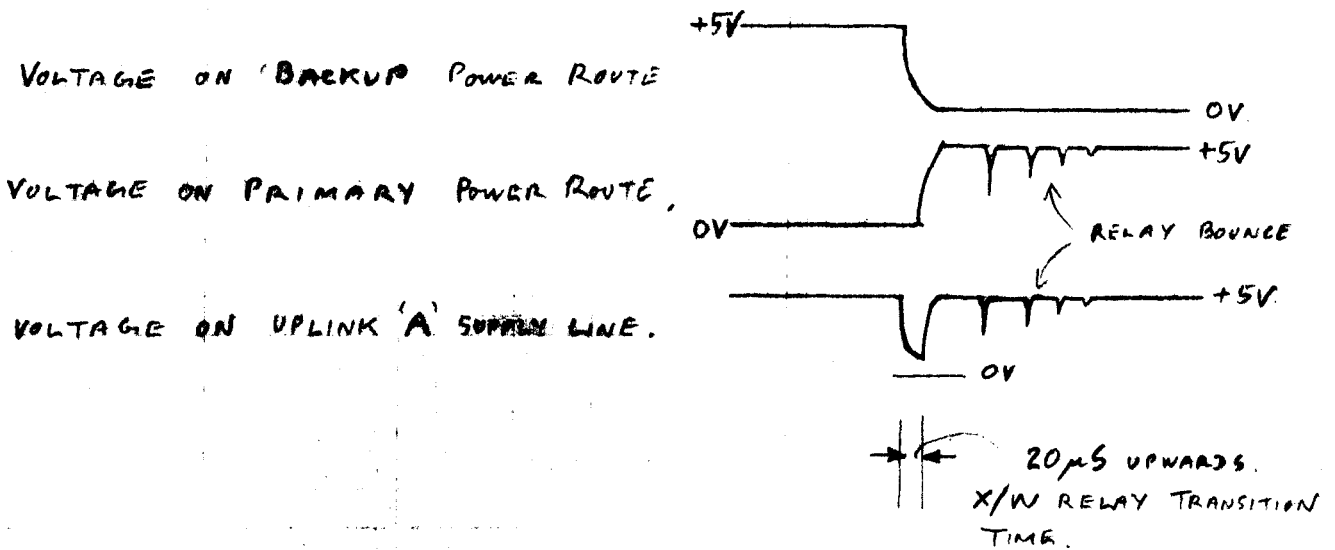 +5V
VOLTAGE ON 'BACKUP POWER ROUTE
0V.
+5V
VOLTAGE ON PRIMARY POWER ROUTE.
0V
RELAY BOUNCE
+5V.
VOLTAGE ON UPLINK 'A' SUPPLY LINE.
0V
20µS UPWARDS.
X/W RELAY TRANSITION
TIME.